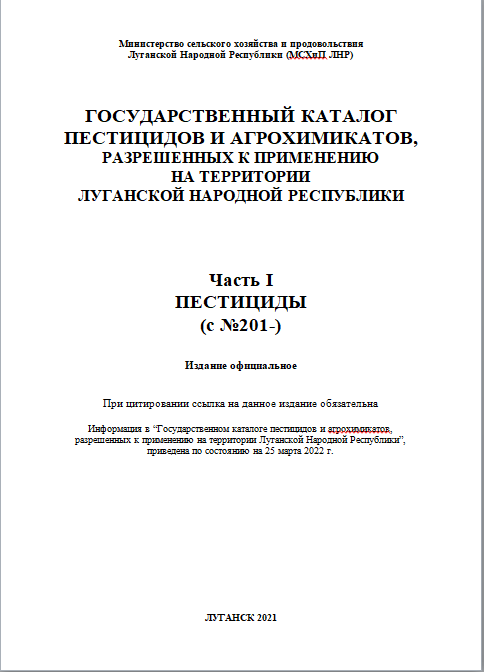 Министерство сельского хозяйства и продовольствия
Луганской Народной Республики (МСХиП ЛНР)
ГОСУДАРСТВЕННЫЙ КАТАЛОГ
ПЕСТИЦИДОВ И АГРОХИМИКАТОВ,
РАЗРЕШЕННЫХ К ПРИМЕНЕНИЮ
НА ТЕРРИТОРИИ
ЛУГАНСКОЙ НАРОДНОЙ РЕСПУБЛИКИ
Часть I
ПЕСТИЦИДЫ
(с №201-)
Издание официальное
При цитировании ссылка на данное издание обязательна
Информация в “Государственном каталоге пестицидов и агрохимикатов,
разрешенных к применению на территории Луганской Народной Республики”,
приведена по состоянию на 25 марта 2022 г.
ЛУГАНСК 2021